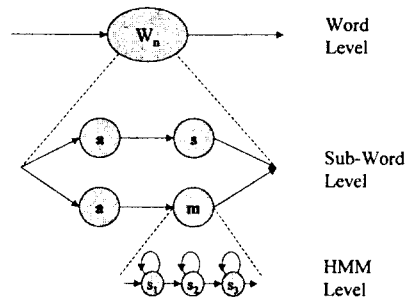 Wn
Word
Level
a s
Sub-Word
Level
a m
s1 s2 s3
HMM
Level